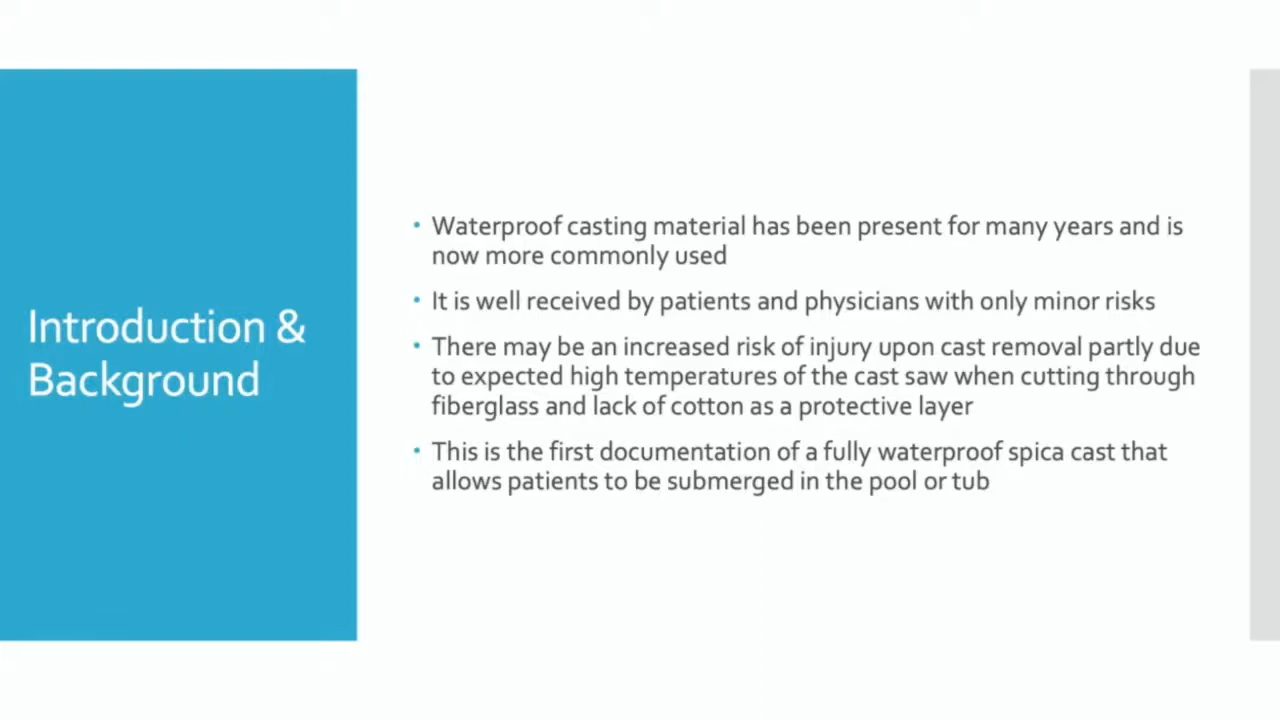 Introduction &
Background
• Waterproof casting material has been present for many years and is
now more commonly used
• It is well received by patients and physicians with only minor risks
• There may be an increased risk of injury upon cast removal partly due
to expected high temperatures of the cast saw when cutting through
fiberglass and lack of cotton as a protective layer
• This is the first documentation of a fully waterproof spica cast that
allows patients to be submerged in the pool or tub